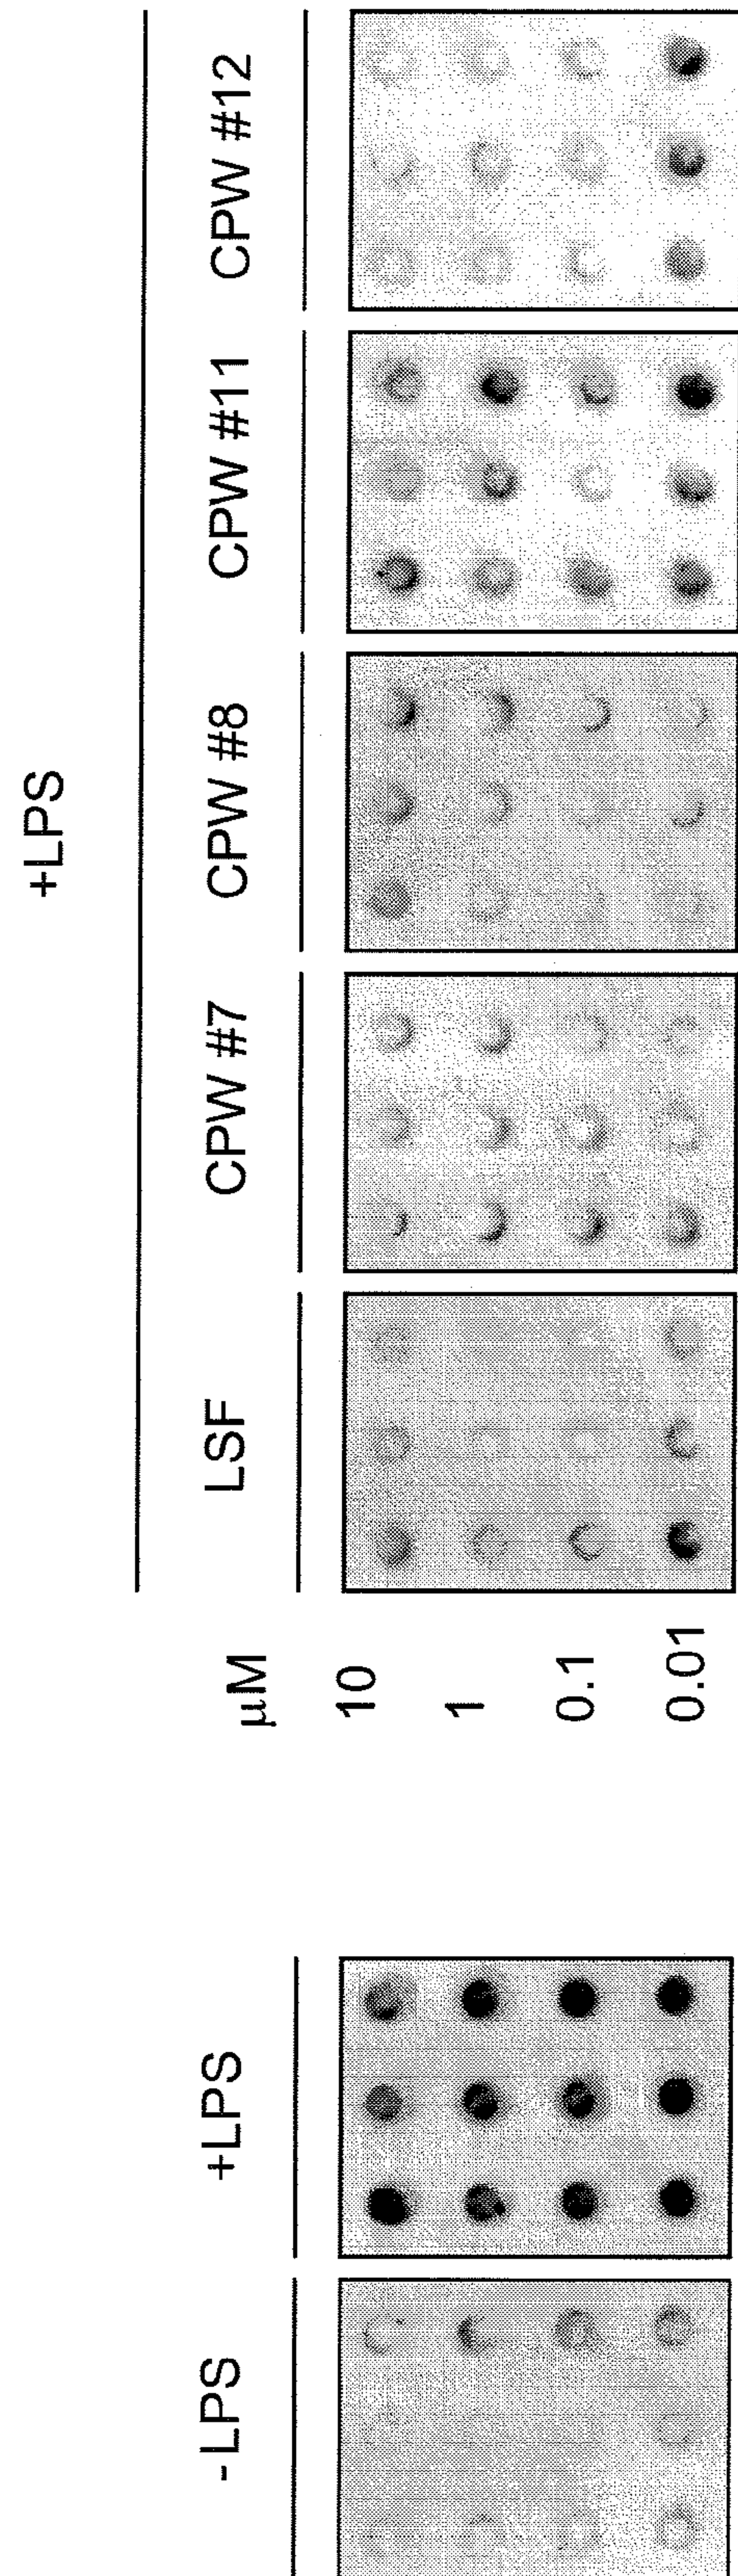 +LPS
-LPS +LPS μM LSF CPW #7 CPW #8 CPW #11 CPW #12
10
1
0.1
0.01